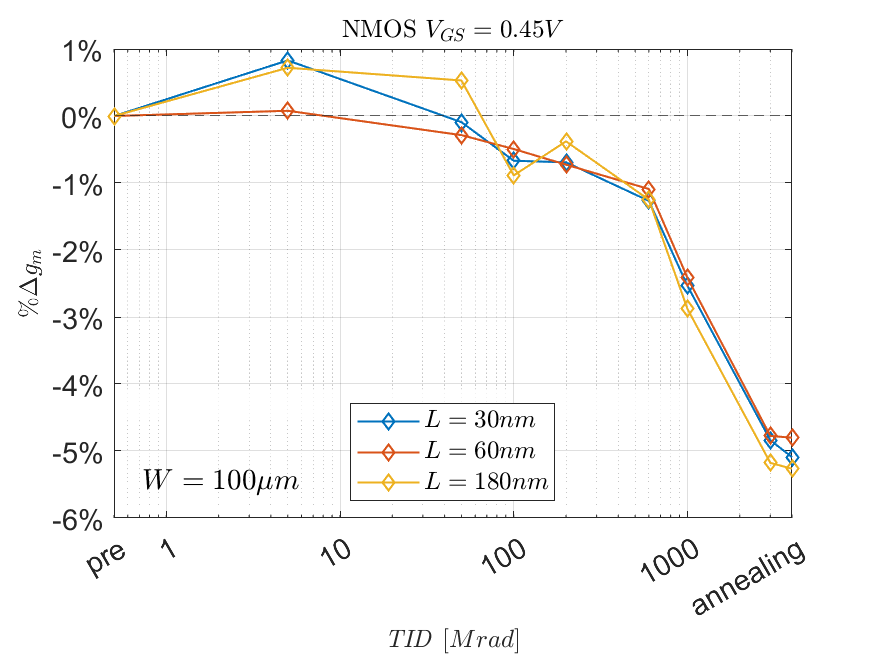 NMOS V_GS = 0.45V
1%
0%
-1%
-2%
-3%
-4%
-5%
-6%
%Δg_m
L = 30nm
L = 60nm
L = 180nm
W = 100μm
pre 1 10 100 1000 annealing
TID [Mrad]